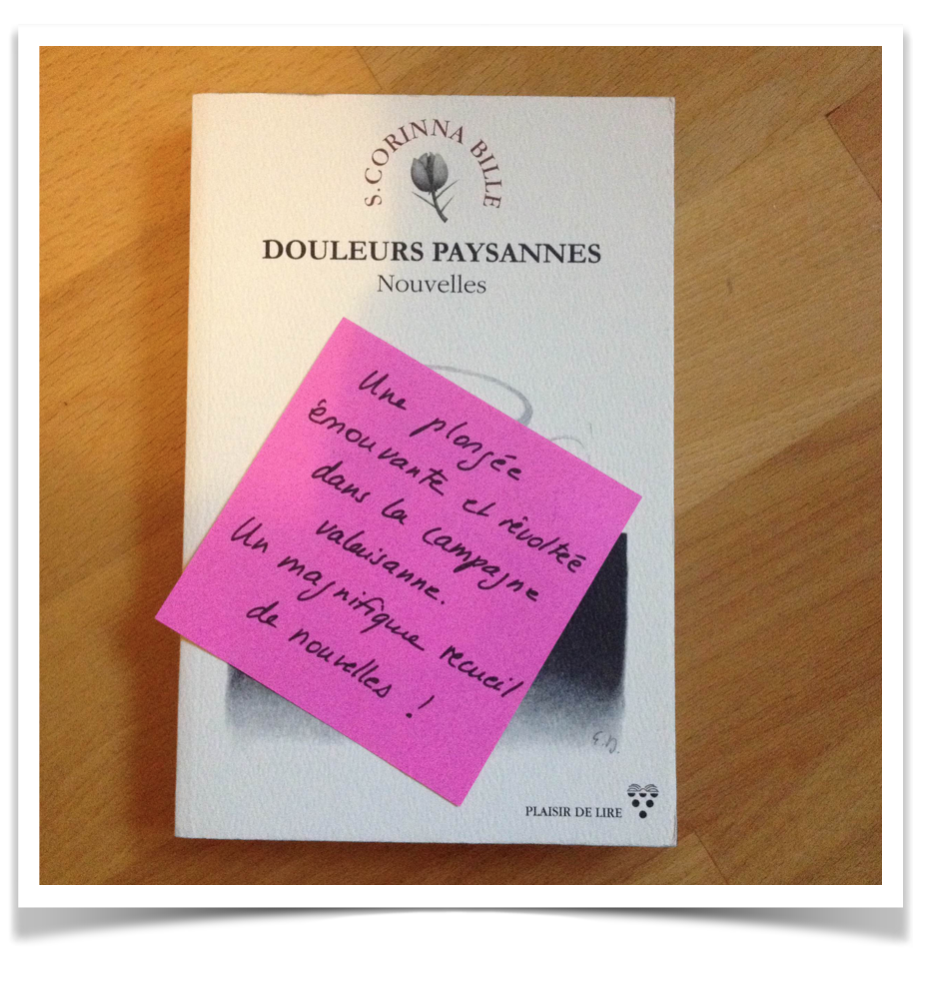 S. CORINNA BILLE
DOULEURS PAYSANNES
Nouvelles
Une plongée
émouvante et révoltée
dans la campagne
valaisanne.
Un magnifique recueil
de nouvelles !
PLAISIR DE LIRE